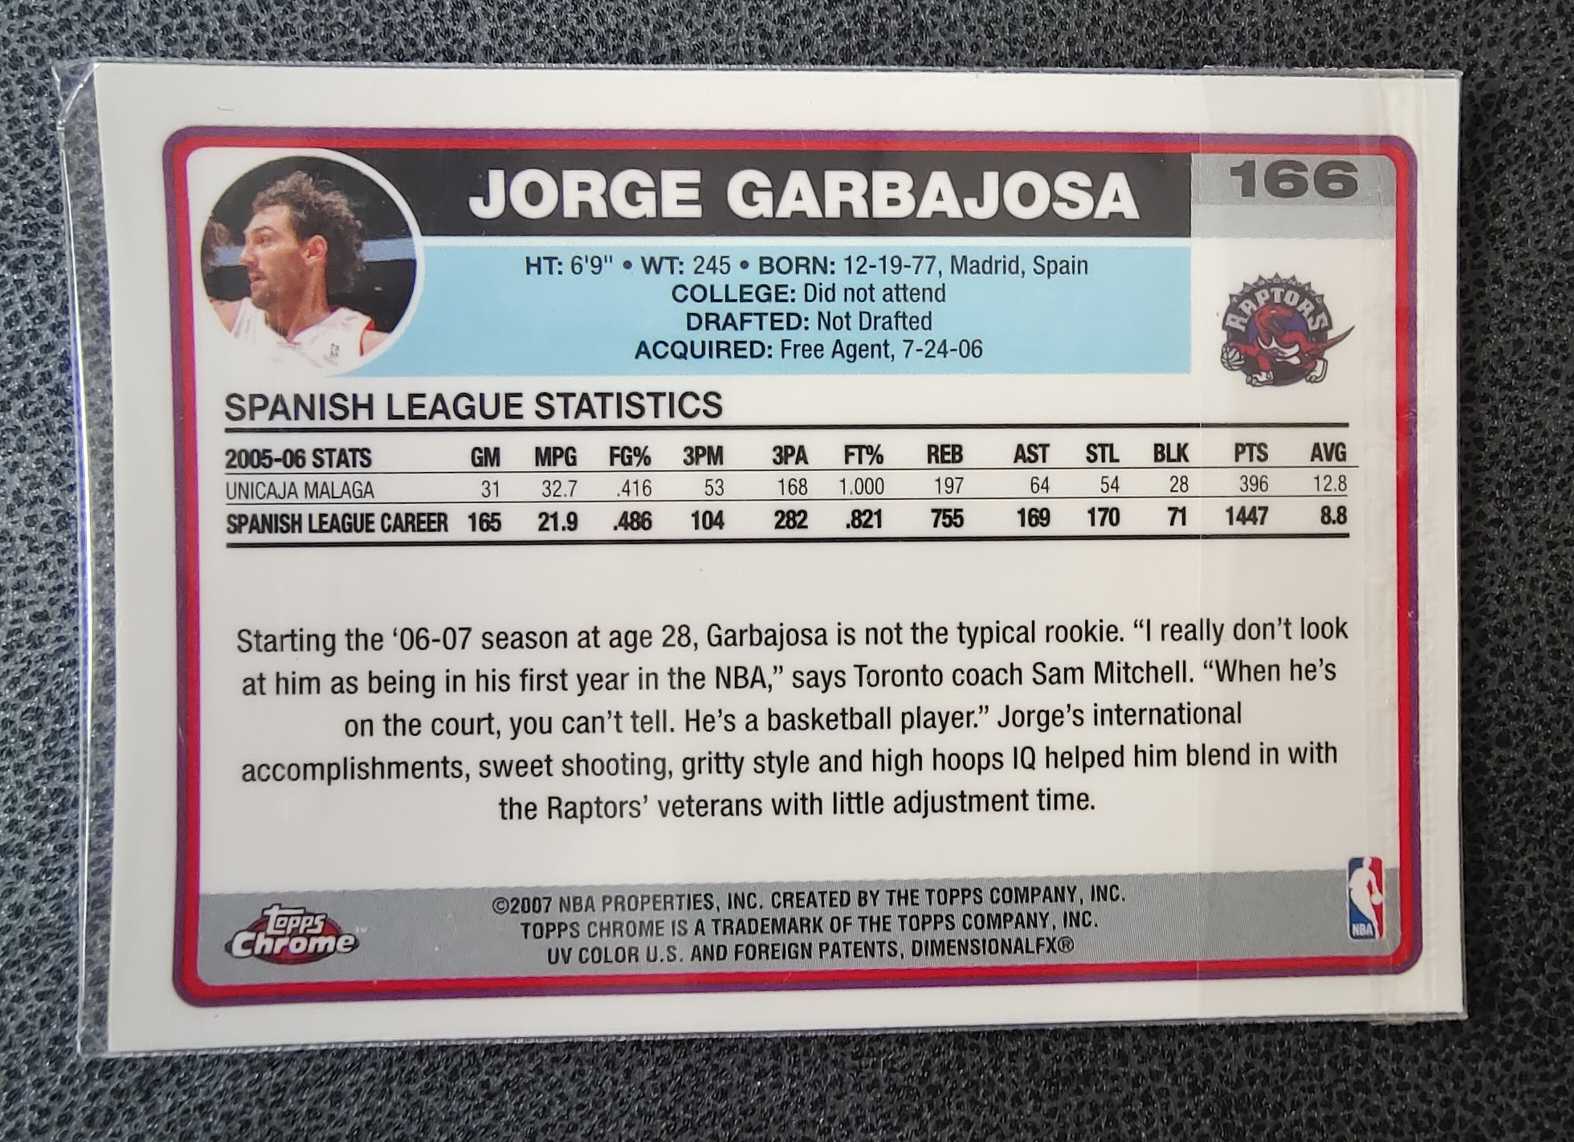 JORGE GARBAJOSA
166
HT: 6'9" • WT: 245 • BORN: 12-19-77, Madrid, Spain
COLLEGE: Did not attend
DRAFTED: Not Drafted
ACQUIRED: Free Agent, 7-24-06
RAPTORS
SPANISH LEAGUE STATISTICS
2005-06 STATS GM MPG FG% 3PM 3PA FT% REB AST STL BLK PTS AVG
UNICAJA MALAGA 31 32.7 .416 53 168 1.000 197 64 54 28 396 12.8
SPANISH LEAGUE CAREER 165 21.9 .486 104 282 .821 755 169 170 71 1447 8.8
Starting the ‘06-07 season at age 28, Garbajosa is not the typical rookie. “I really don’t look
at him as being in his first year in the NBA,” says Toronto coach Sam Mitchell. “When he’s
on the court, you can’t tell. He’s a basketball player.” Jorge’s international
accomplishments, sweet shooting, gritty style and high hoops IQ helped him blend in with
the Raptors’ veterans with little adjustment time.
Topps
Chrome™
©2007 NBA PROPERTIES, INC. CREATED BY THE TOPPS COMPANY, INC.
TOPPS CHROME IS A TRADEMARK OF THE TOPPS COMPANY, INC.
UV COLOR U.S. AND FOREIGN PATENTS, DIMENSIONALFX®
NBA